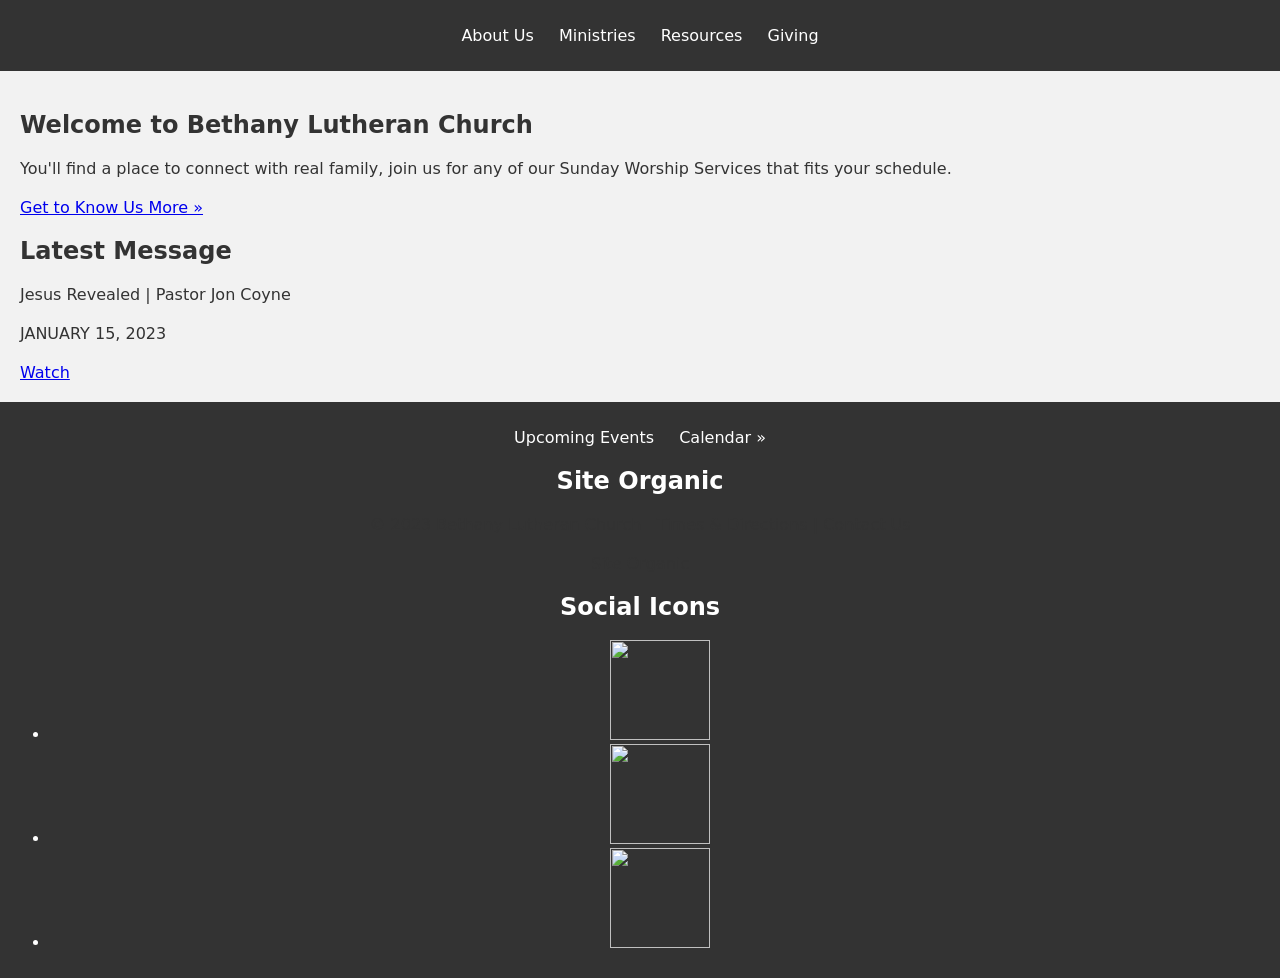 About Us Ministries Resources Giving
Welcome to Bethany Lutheran Church
You'll find a place to connect with real family, join us for any of our Sunday Worship Services that fits your schedule.
Get to Know Us More »
Latest Message
Jesus Revealed | Pastor Jon Coyne
JANUARY 15, 2023
Watch
Upcoming Events Calendar »
Site Organic
Social Icons